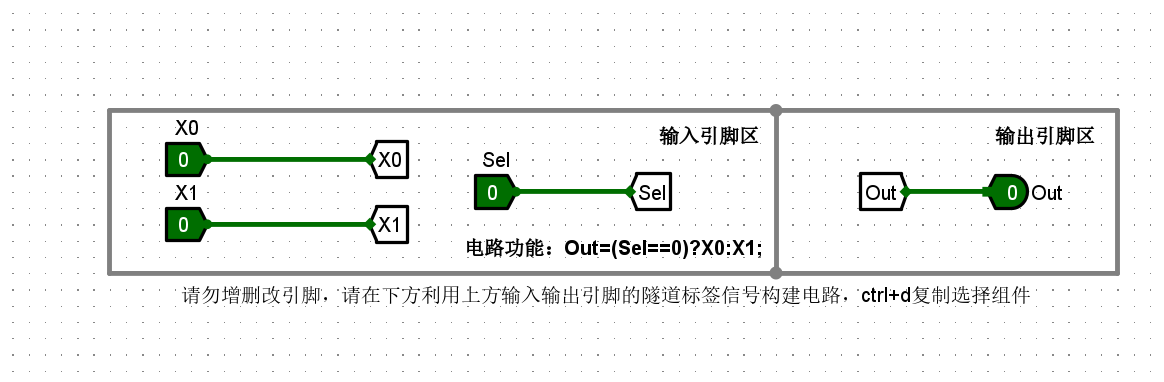 X0
0
X0
X1
0
X1
Sel
0
Sel
输入引脚区
电路功能：Out=(Sel==0)?X0:X1;
输出引脚区
Out
0
Out
请勿增删改引脚，请在下方利用上方输入输出引脚的隧道标签信号构建电路，ctrl+d复制选择组件